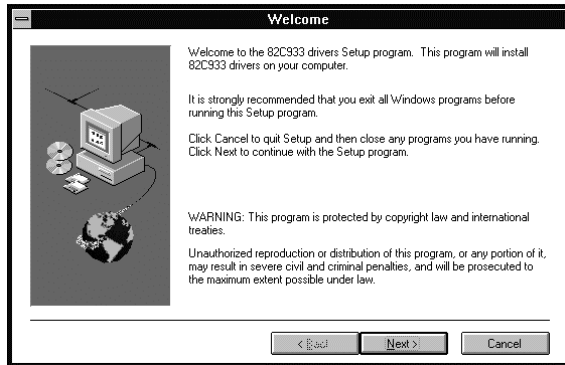 Welcome
Welcome to the 82C933 drivers Setup program. This program will install
82C933 drivers on your computer.
It is strongly recommended that you exit all Windows programs before
running this Setup program.
Click Cancel to quit Setup and then close any programs you have running.
Click Next to continue with the Setup program.
WARNING: This program is protected by copyright law and international
treaties.
Unauthorized reproduction or distribution of this program, or any portion of it,
may result in severe civil and criminal penalties, and will be prosecuted to
the maximum extent possible under law.
< Back
Next >
Cancel